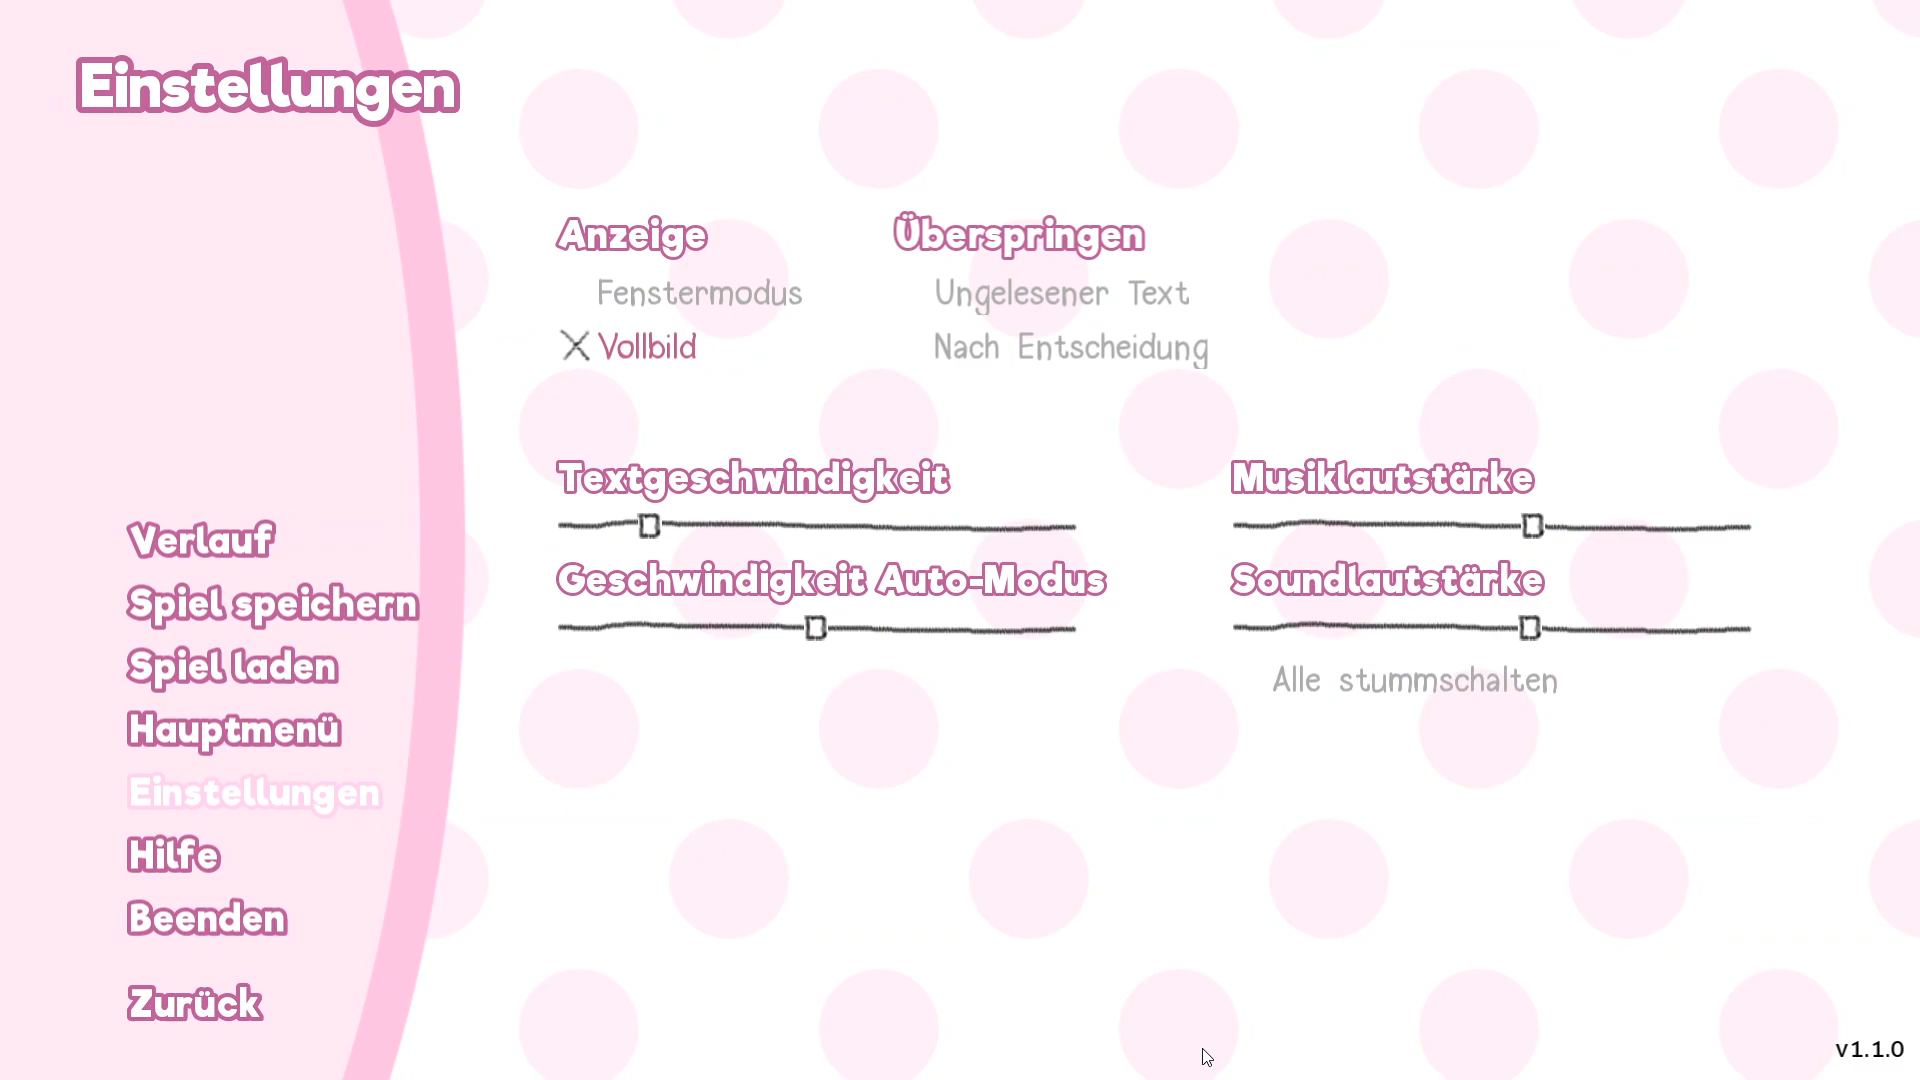 Einstellungen
Anzeige
Fenstermodus
Vollbild
Überspringen
Ungelesener Text
Nach Entscheidung
Textgeschwindigkeit
Geschwindigkeit Auto-Modus
Musiklautstärke
Soundlautstärke
Alle stummschalten
Verlauf
Spiel speichern
Spiel laden
Hauptmenü
Einstellungen
Hilfe
Beenden
Zurück
v1.1.0